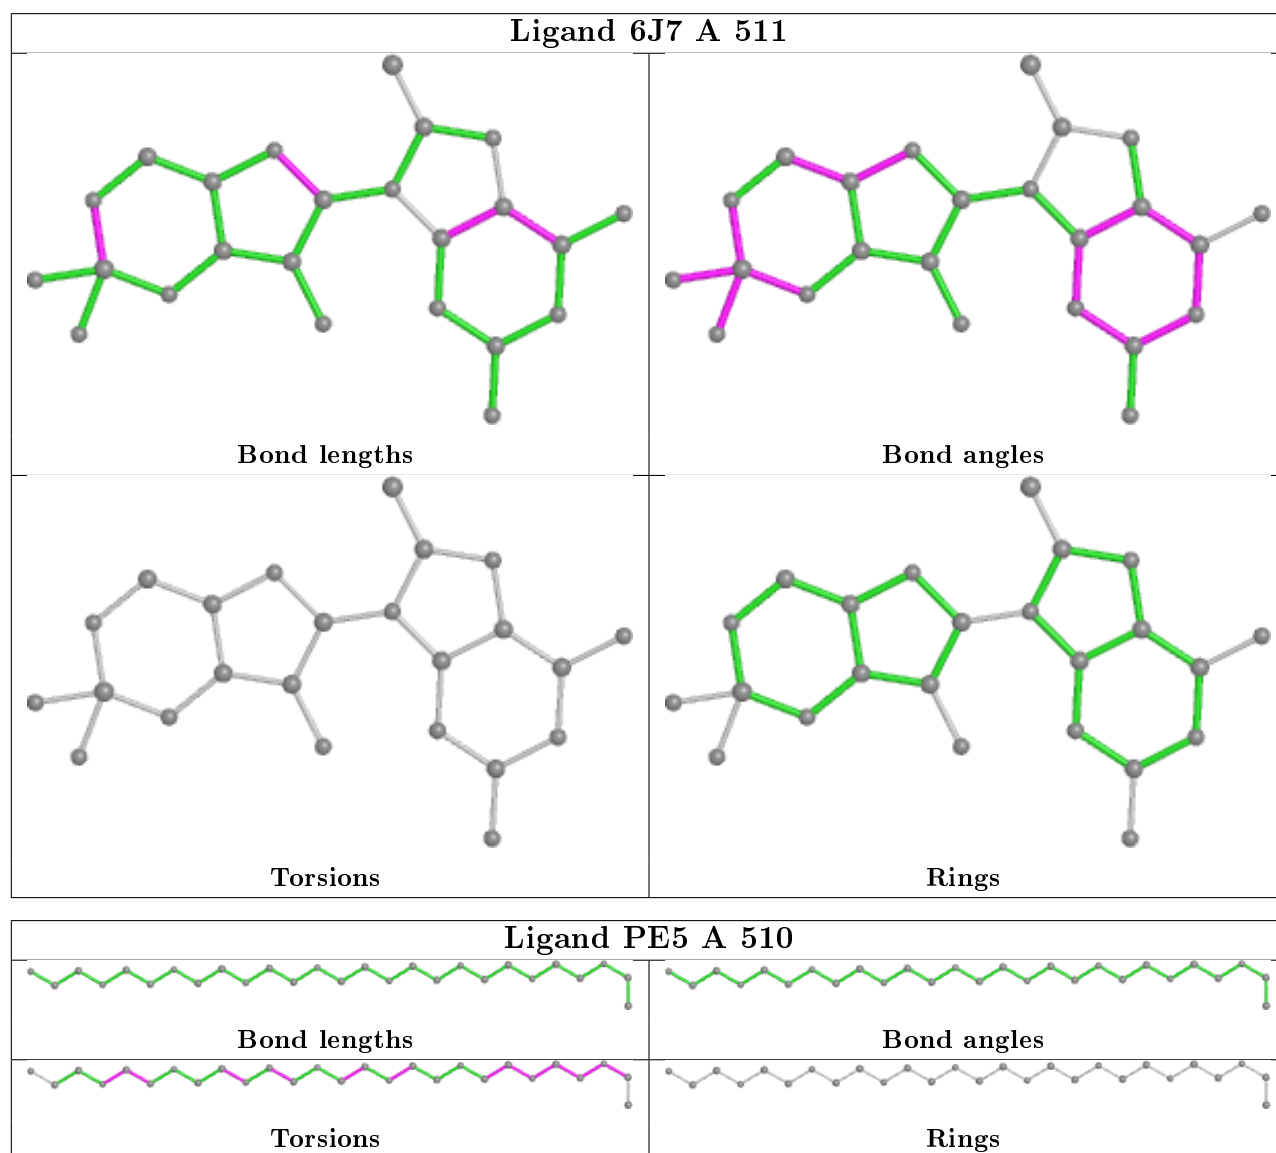 Ligand 6J7 A 511
Bond lengths
Bond angles
Torsions
Rings
Ligand PE5 A 510
Bond lengths
Bond angles
Torsions
Rings